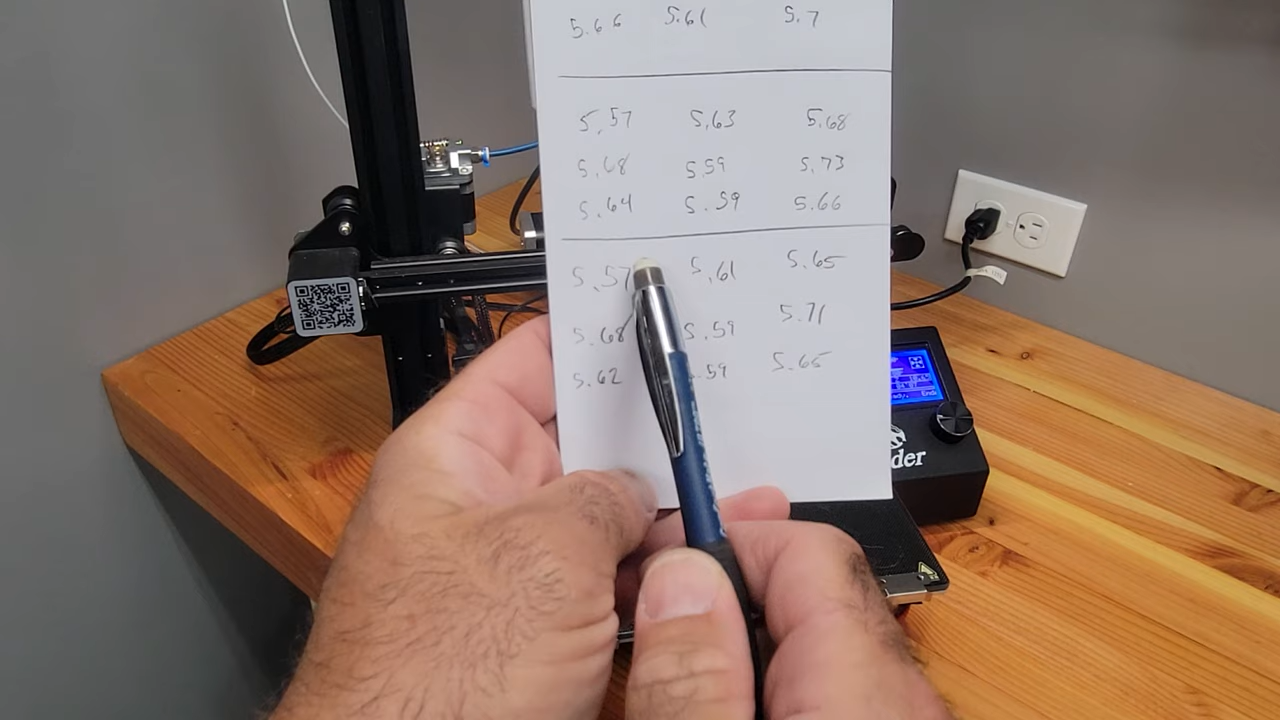 5.66 5.61 5.7
5.57 5.63 5.68
5.68 5.59 5.73
5.64 5.59 5.66
5.57 5.61 5.65
5.68 5.59 5.71
5.62 .59 5.65
der